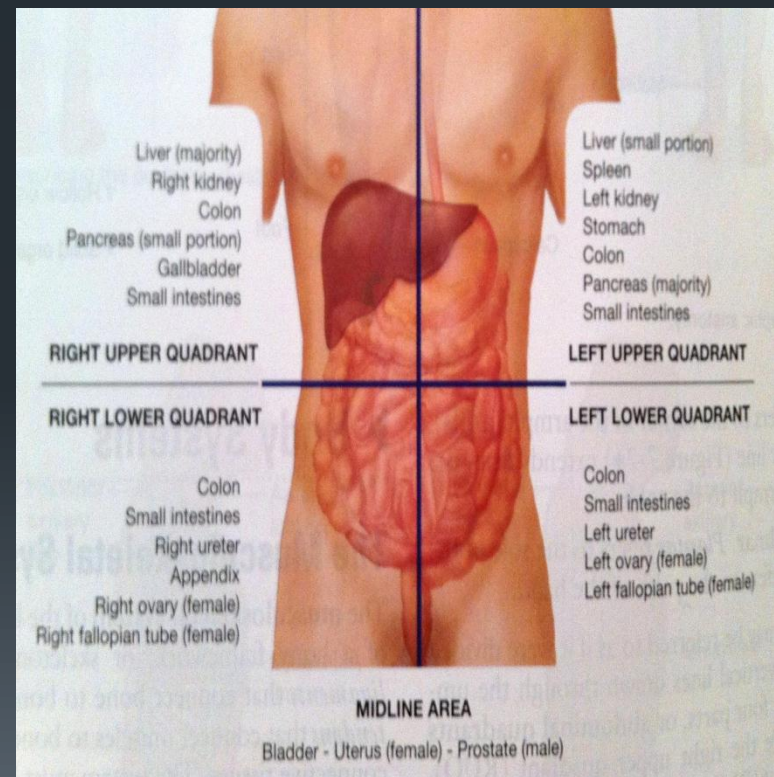 Liver (majority)
Right kidney
Colon
Pancreas (small portion)
Gallbladder
Small intestines
RIGHT UPPER QUADRANT
Liver (small portion)
Spleen
Left kidney
Stomach
Colon
Pancreas (majority)
Small intestines
LEFT UPPER QUADRANT
RIGHT LOWER QUADRANT
Colon
Small intestines
Right ureter
Appendix
Right ovary (female)
Right fallopian tube (female)
LEFT LOWER QUADRANT
Colon
Small intestines
Left ureter
Left ovary (female)
Left fallopian tube (female)
MIDLINE AREA
Bladder - Uterus (female) - Prostate (male)